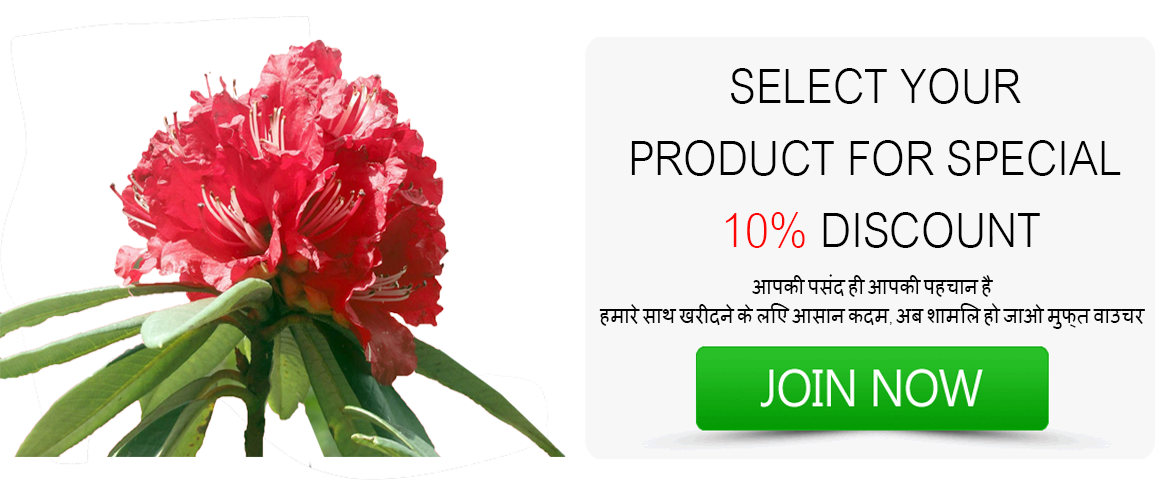 SELECT YOUR
PRODUCT FOR SPECIAL
10% DISCOUNT
आपकी पसंद ही आपकी पहचान है
हमारे साथ खरीदने के लिए आसान कदम, अब शामिल हो जाओ मुफ्त वाउचर
JOIN NOW